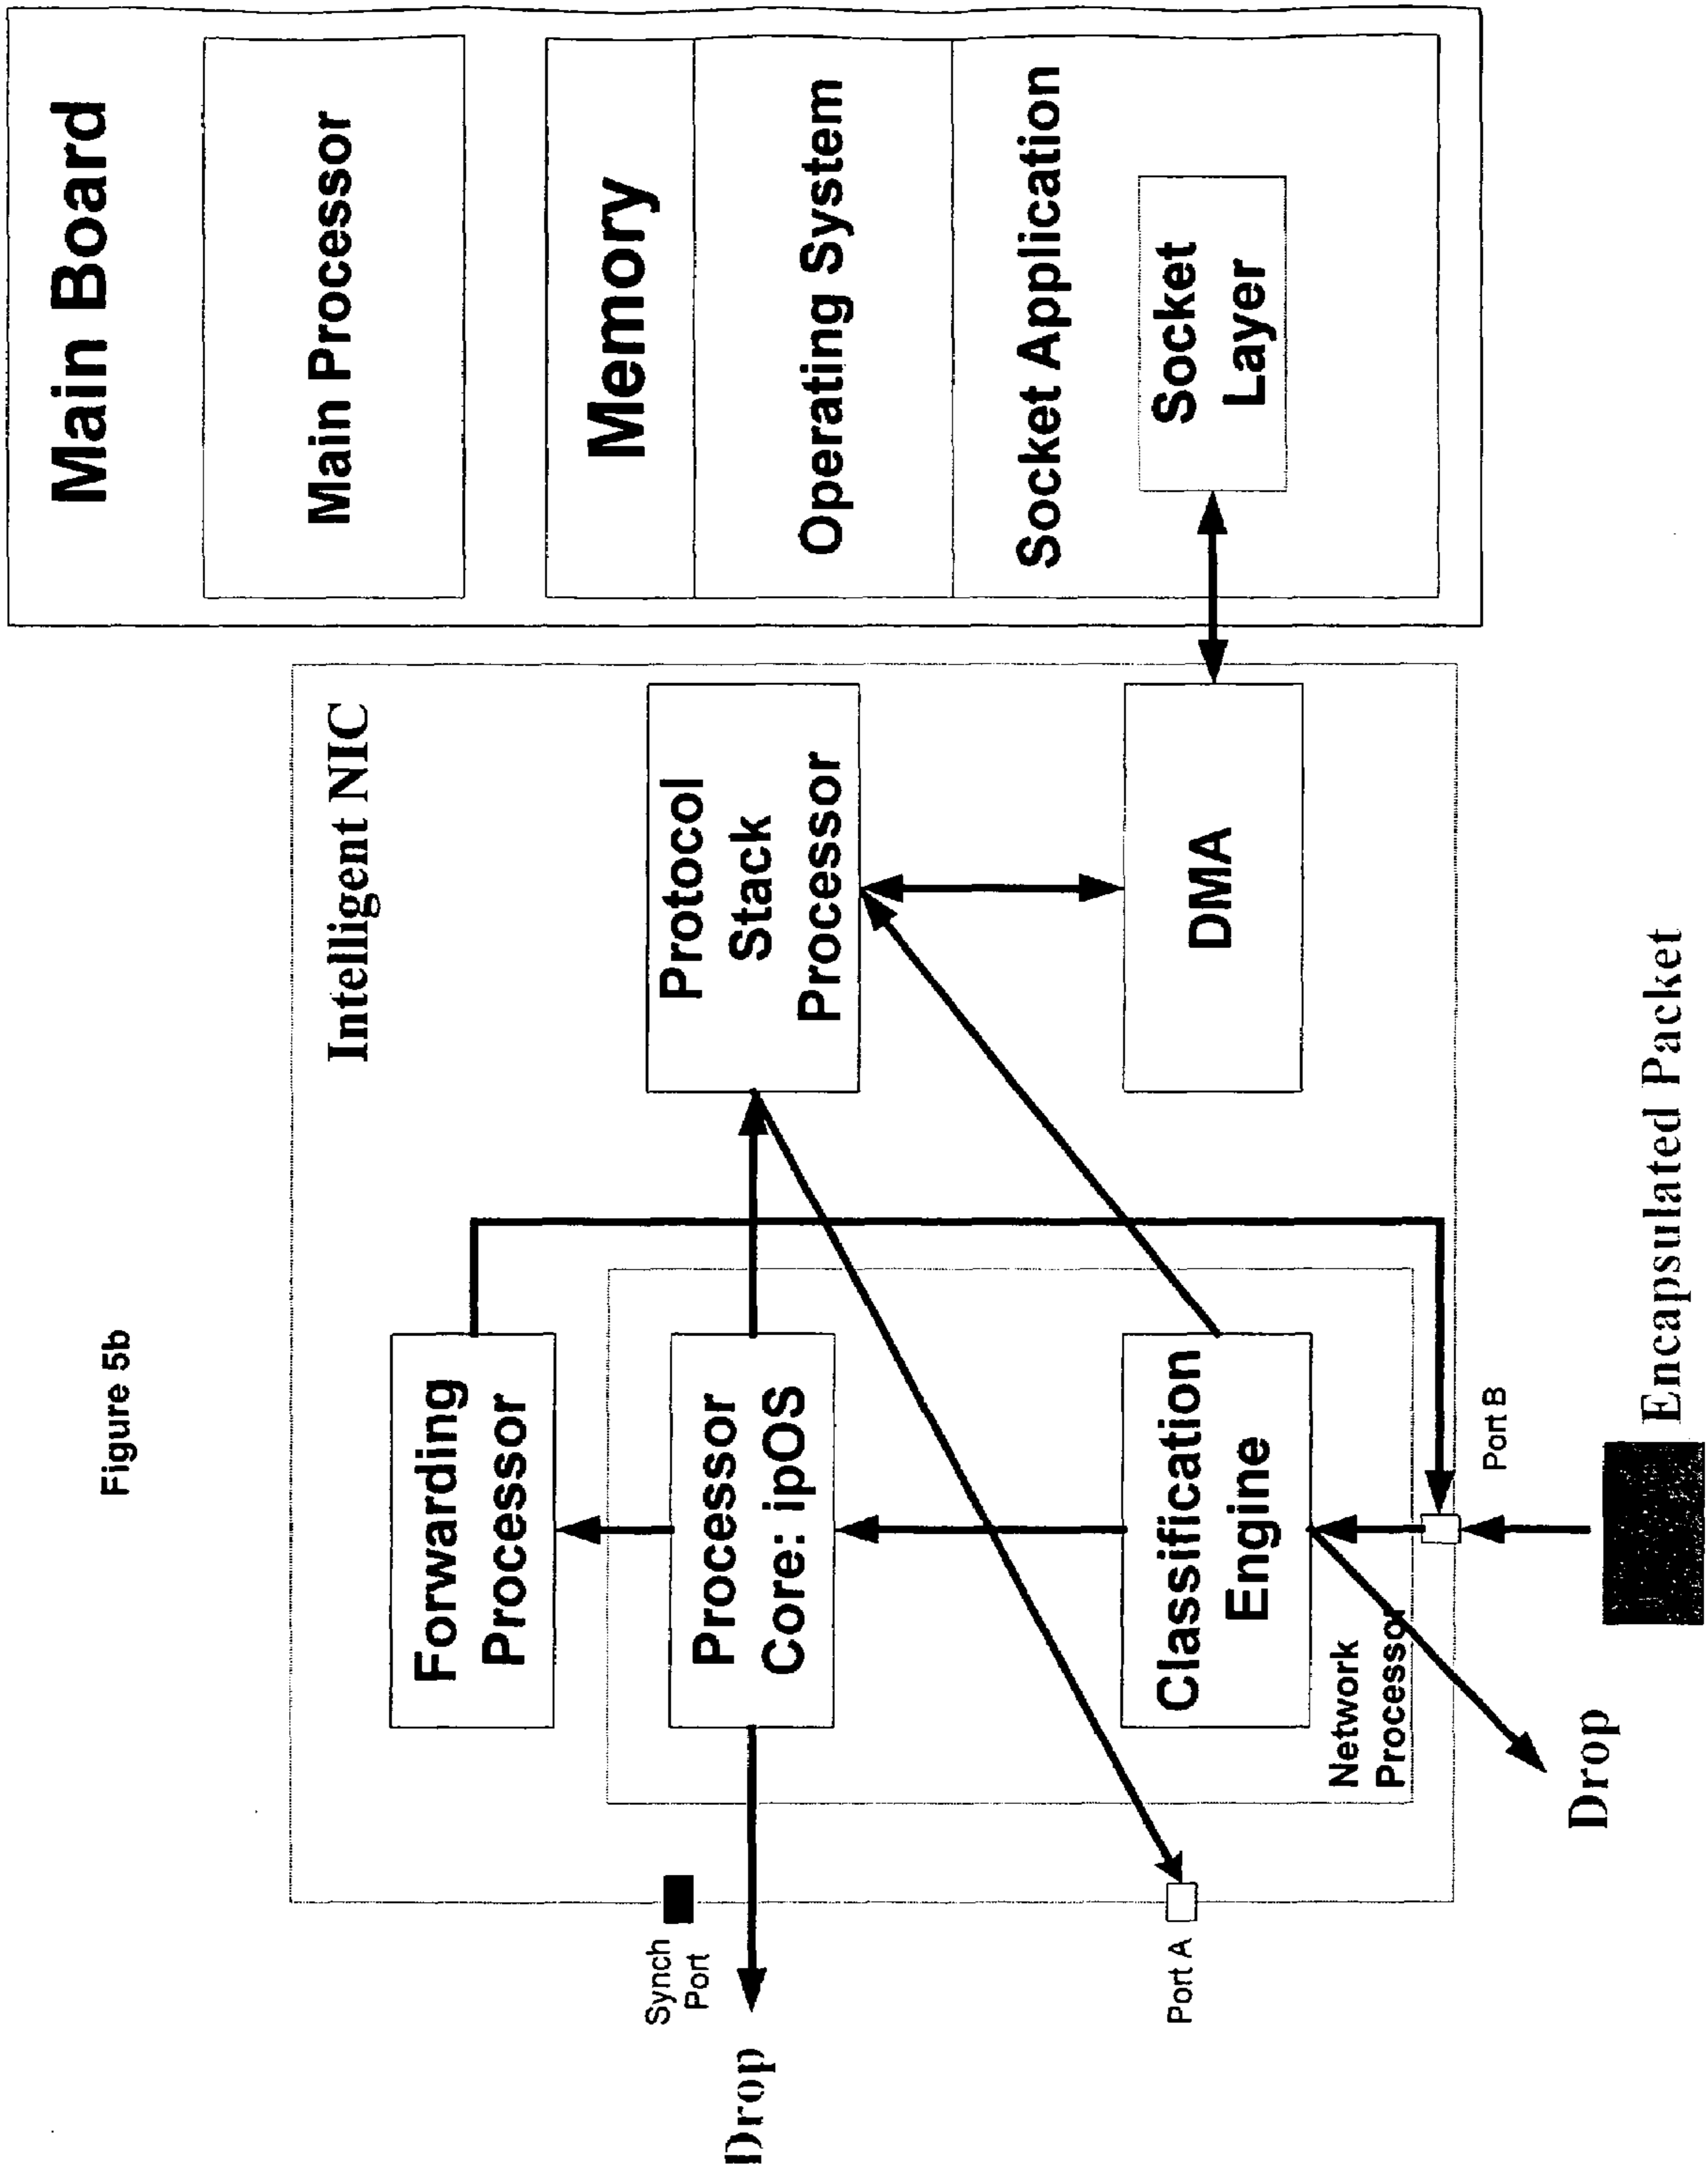 Figure 5b
Main Board
Main Processor
Memory
Operating System
Socket Application
Socket
Layer
Intelligent NIC
Protocol
Stack
Processor
DMA
Forwarding
Processor
Processor
Core: ipOS
Classification
Engine
Network
Processor
Synch
Port
Drop
Port A
Port B
Drop
Encapsulated Packet